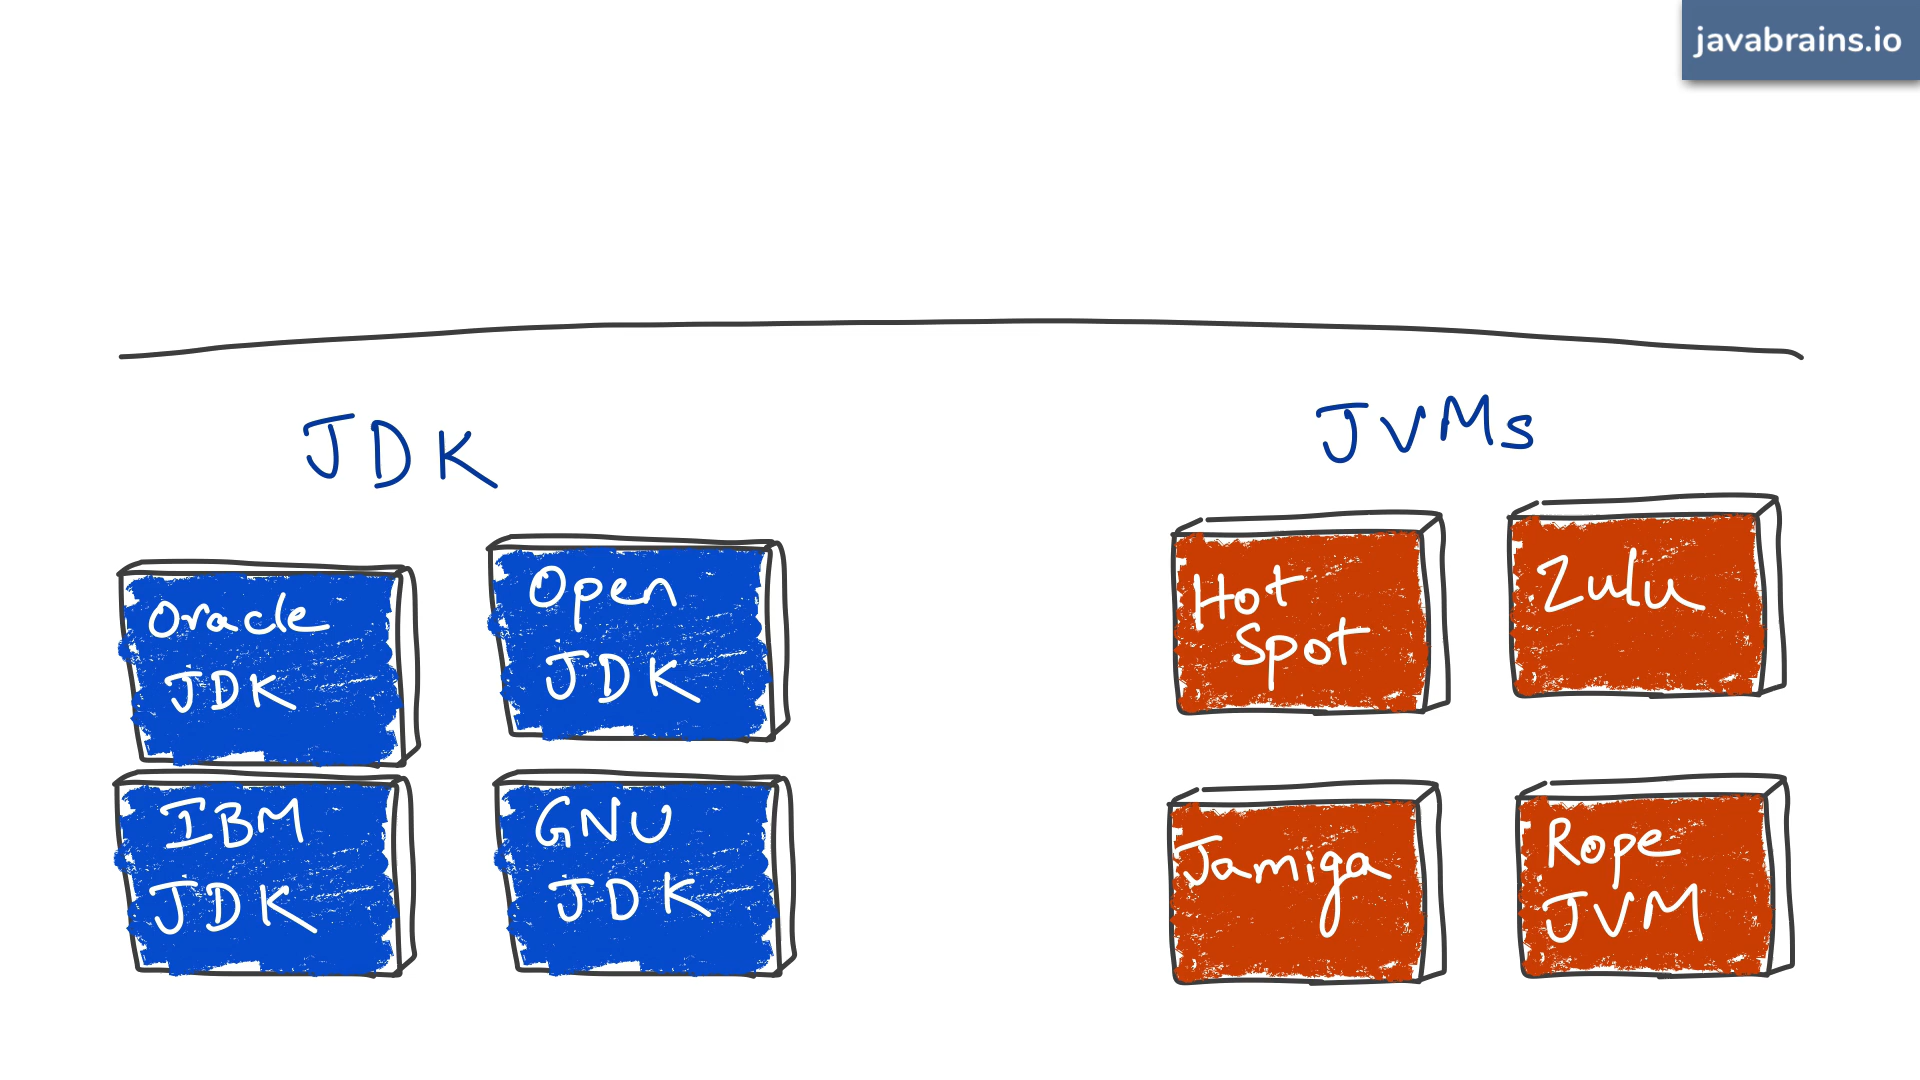 javabrains.io
JDK
JVMs
Oracle
JDK
Open
JDK
IBM
JDK
GNU
JDK
Hot
Spot
Zulu
Jamiga
Rope
JVM